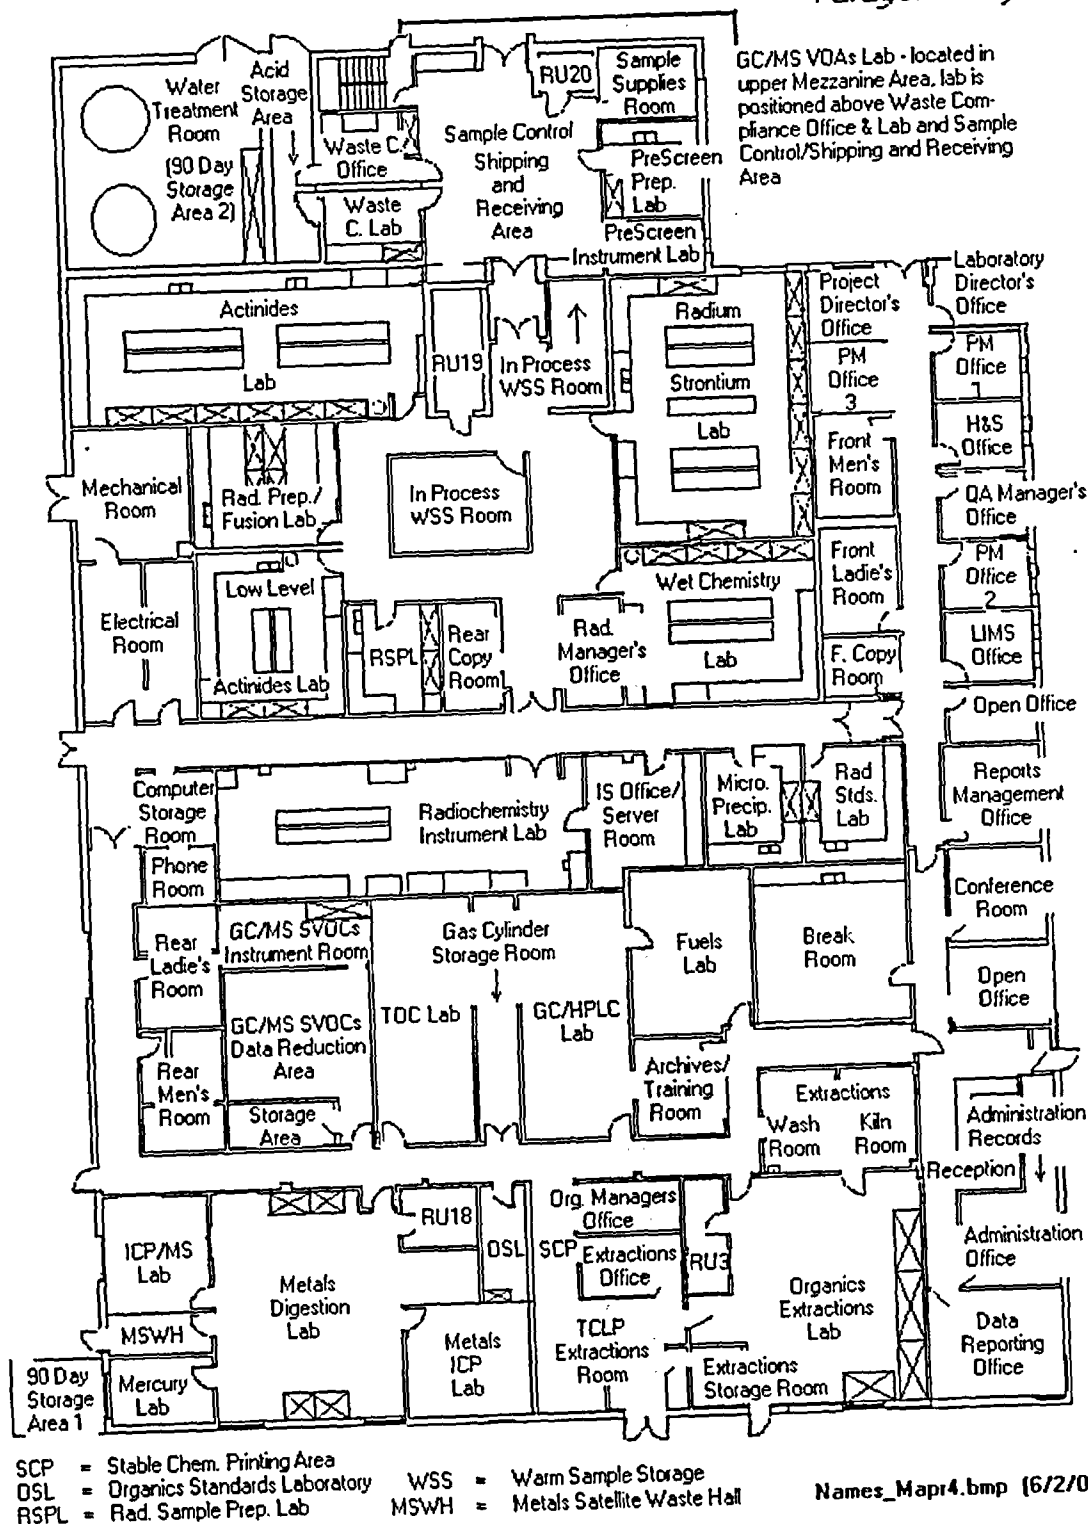 GC/MS VOAs Lab - located in
upper Mezzanine Area, lab is
positioned above Waste Com-
pliance Office & Lab and Sample
Control/Shipping and Receiving
Area
Water
Treatment
Room
(90 Day
Storage
Area 2)
Acid
Storage
Area
Waste C.
Office
Waste
C. Lab
Sample Control
Shipping
and
Receiving
Area
RU20
Sample
Supplies
Room
PreScreen
Prep.
Lab
PreScreen
Instrument Lab
Actinides
Lab
RU19
In Process
WSS Room
Radium
Strontium
Lab
Project
Director's
Office
PM
Office
3
Laboratory
Director's
Office
PM
Office
1
H&S
Office
QA Manager's
Office
PM
Office
2
LIMS
Office
Open Office
Front
Men's
Room
Front
Ladie's
Room
F. Copy
Room
Mechanical
Room
Rad. Prep./
Fusion Lab
In Process
WSS Room
Wet Chemistry
Lab
Electrical
Room
Low Level
Actinides Lab
RSPL
Rear
Copy
Room
Rad.
Manager's
Office
Computer
Storage
Room
Phone
Room
Radiochemistry
Instrument Lab
IS Office/
Server
Room
Micro.
Precip.
Lab
Rad
Stds.
Lab
Reports
Management
Office
Conference
Room
Open
Office
Rear
Ladie's
Room
GC/MS SVOCs
Instrument Room
GC/MS SVOCs
Data Reduction
Area
Storage
Area
Rear
Men's
Room
Gas Cylinder
Storage Room
TOC Lab
GC/HPLC
Lab
Fuels
Lab
Break
Room
Archives/
Training
Room
Extractions
Wash
Room
Kiln
Room
Administration
Records
Reception
Administration
Office
Data
Reporting
Office
ICP/MS
Lab
MSWH
Mercury
Lab
90 Day
Storage
Area 1
Metals
Digestion
Lab
RU18
OSL
SCP
Org. Managers
Office
Extractions
Office
RU3
Metals
ICP
Lab
TCLP
Extractions
Room
Extractions
Storage Room
Organics
Extractions
Lab
SCP = Stable Chem. Printing Area
OSL = Organics Standards Laboratory
RSPL = Rad. Sample Prep. Lab
WSS = Warm Sample Storage
MSWH = Metals Satellite Waste Hall
Names_Mapr4.bmp (6/2/0